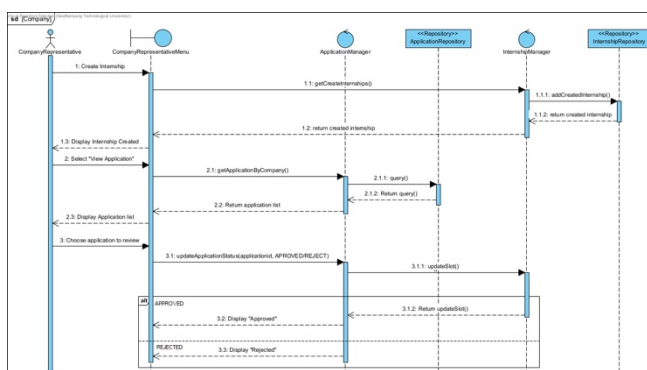 sd [Company]
CompanyRepresentative
CompanyRepresentativeMenu
ApplicationManager
<<Repository>>
ApplicationRepository
InternshipManager
<<Repository>>
InternshipRepository
1: Create Internship
1.1: getCreateInternships()
1.1.1: addCreatedInternship()
1.1.2: return created internship
1.2: return created internship
1.3: Display Internship Created
2: Select "View Application"
2.1: getApplicationByCompany()
2.1.1: query()
2.1.2: Return query()
2.2: Return application list
2.3: Display Application list
3: Choose application to review
3.1: updateApplicationStatus(applicationid, APROVED/REJECT)
3.1.1: updateSlot()
alt
APPROVED
3.1.2: Return updateSlot()
3.2: Display "Approved"
REJECTED
3.3: Display "Rejected"